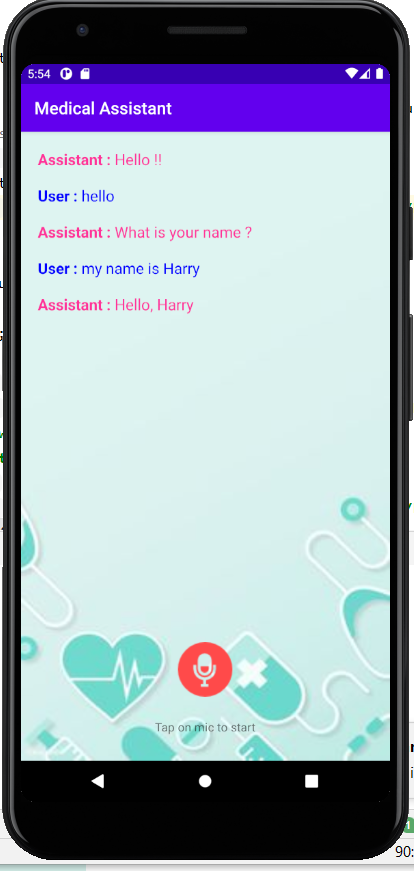 5:54
Medical Assistant
Assistant : Hello !!
User : hello
Assistant : What is your name ?
User : my name is Harry
Assistant : Hello, Harry
Tap on mic to start
90: